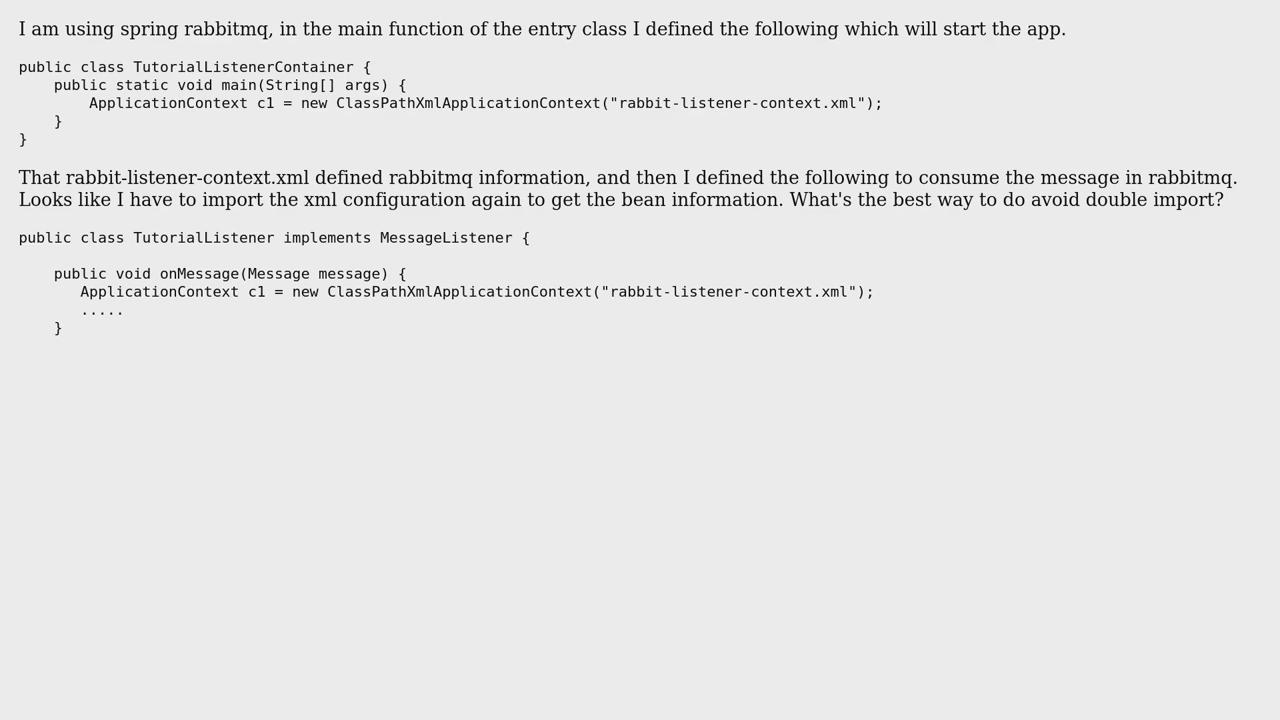 I am using spring rabbitmq, in the main function of the entry class I defined the following which will start the app.
public class TutorialListenerContainer {
    public static void main(String[] args) {
        ApplicationContext c1 = new ClassPathXmlApplicationContext("rabbit-listener-context.xml");
    }
}
That rabbit-listener-context.xml defined rabbitmq information, and then I defined the following to consume the message in rabbitmq.
Looks like I have to import the xml configuration again to get the bean information. What's the best way to do avoid double import?
public class TutorialListener implements MessageListener {
    public void onMessage(Message message) {
       ApplicationContext c1 = new ClassPathXmlApplicationContext("rabbit-listener-context.xml");
       .....
    }